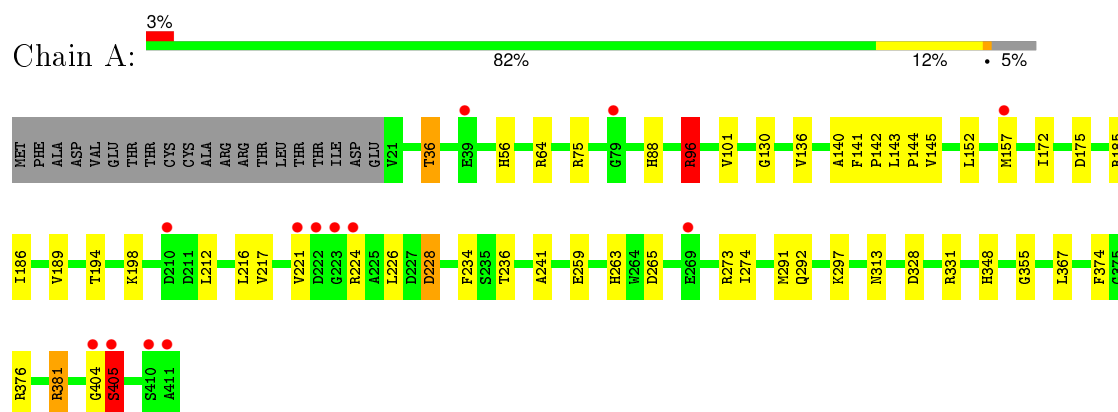 3%
Chain A:
82% 12% • 5%
MET PHE ALA ASP VAL GLU THR THR CYS CYS ALA ARG ARG THR LEU THR THR ILE ASP GLU V21 T36 E39 H56 R64 R75 G79 H88 R96 V101 G130 V136 A140 F141 P142 L143 P144 V145 L152 M157 I172 D175
I186 V189 T194 K198 D210 D211 L212 L216 V217 V221 D222 G223 R224 A225 L226 D227 D228 F234 S235 T236 A241 E259 H263 W264 D265 E269 R273 I274 M291 Q292 K297 N313 D328 R331 H348 G355 L367 F374
R376 R381 G404 S405 S410 A411